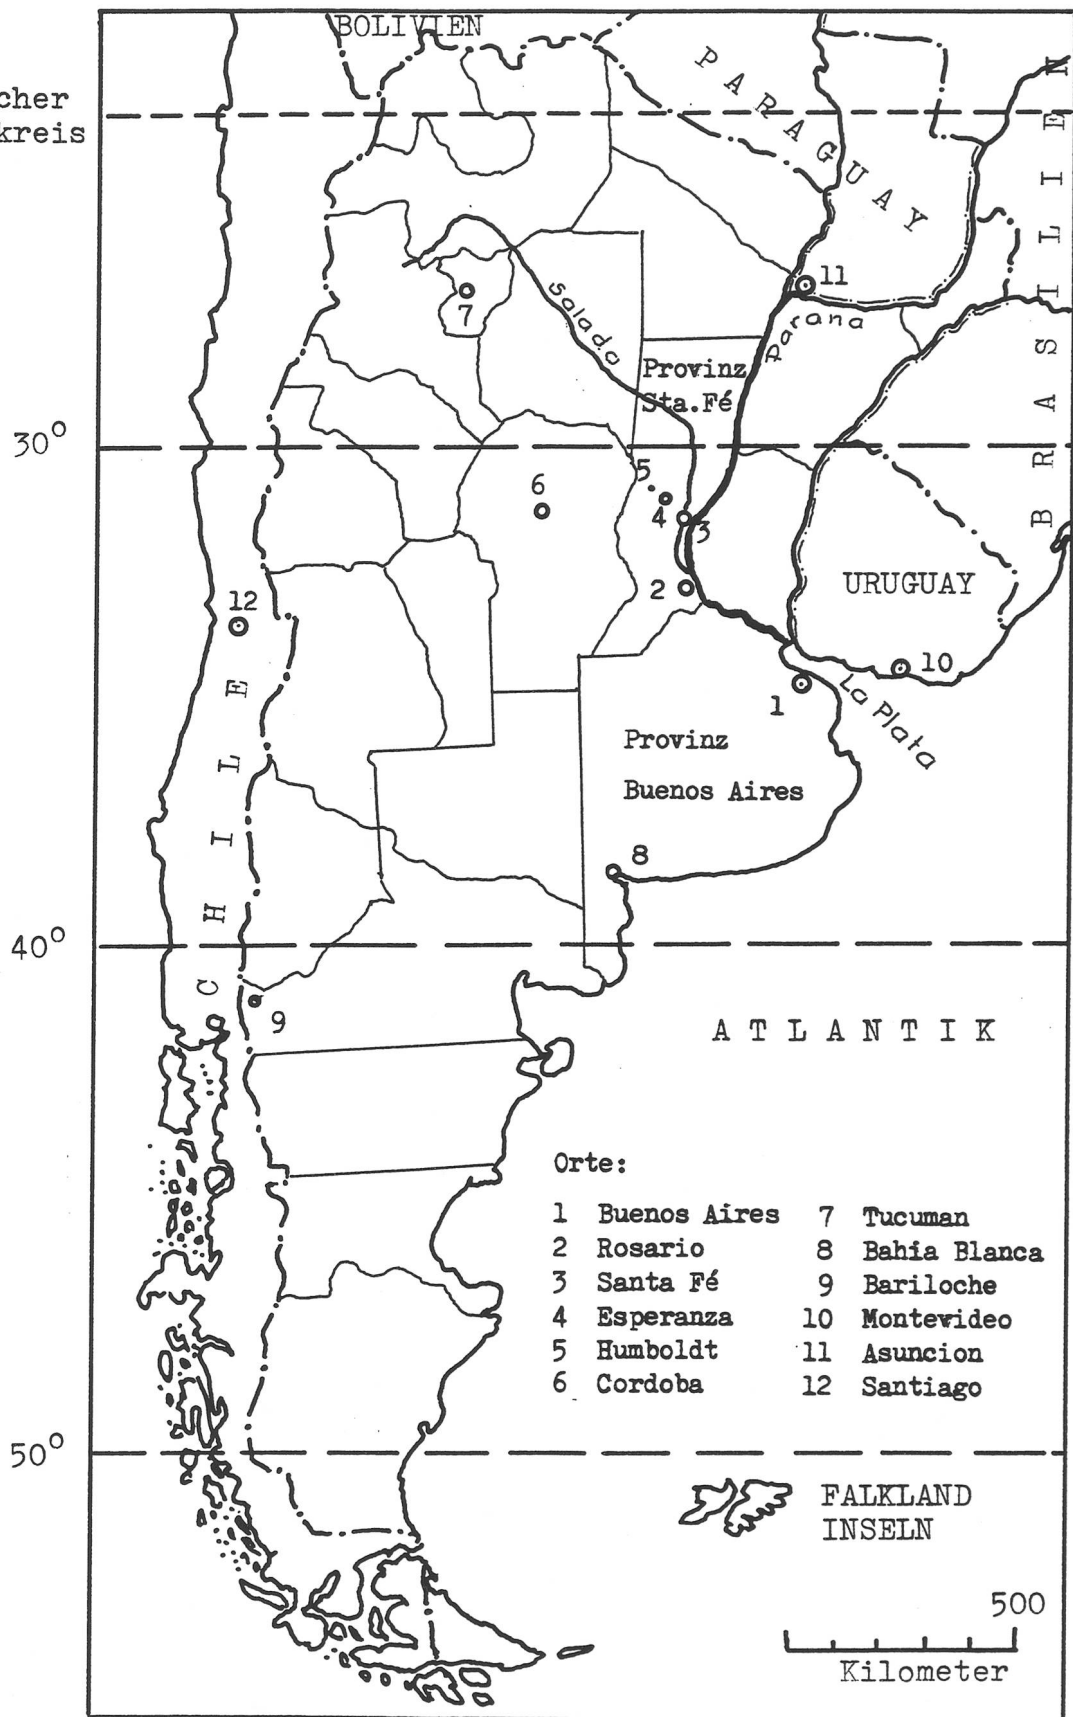 BOLIVIEN
PARAGUAY
cher
kreis
BRASILIEN
11
7
Salado
Parana
Provinz
Sta.Fé
30°
6
5
4
3
2
URUGUAY
12
10
1
La Plata
CHILE
Provinz
Buenos Aires
8
40°
9
ATLANTIK
Orte:
1 Buenos Aires
2 Rosario
3 Santa Fé
4 Esperanza
5 Humboldt
6 Cordoba
7 Tucuman
8 Bahia Blanca
9 Bariloche
10 Montevideo
11 Asuncion
12 Santiago
50°
FALKLAND
INSELN
500
Kilometer